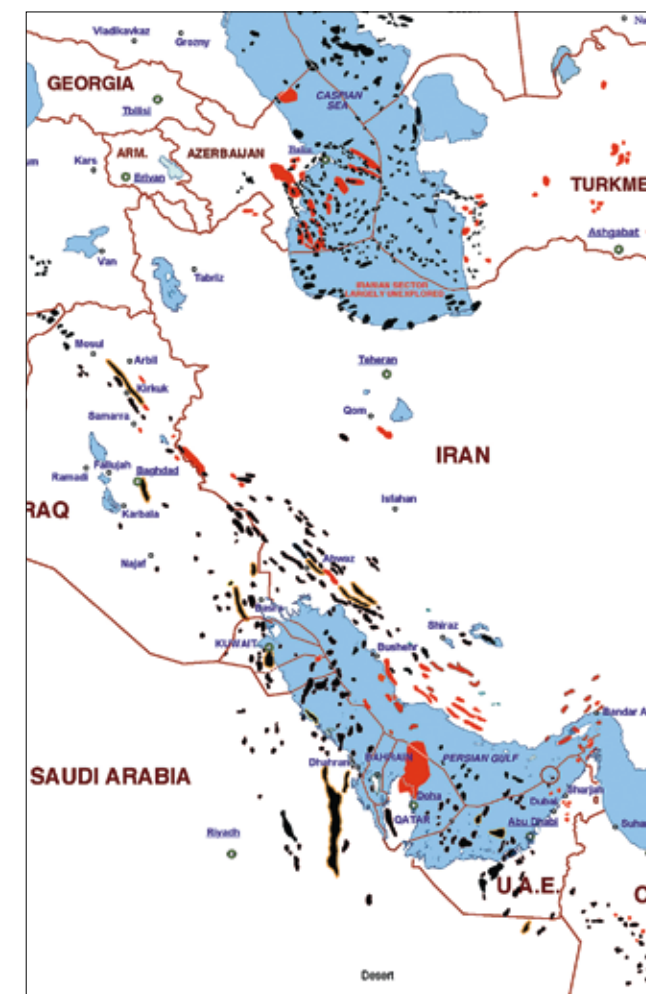 Vladikavkaz
Grozny
GEORGIA
Tbilisi
CASPIAN
SEA
Kars
ARM.
AZERBAIJAN
Erivan
TURKME
Ashgabat
Van
Tabriz
IRANIAN SECTOR
LARGELY UNEXPLORED
Mosul
Arbil
Teheran
Kirkuk
Qom
Samarra
IRAN
Fallujah
Baghdad
Ramadi
Isfahan
RAQ
Karbala
Najaf
Ahwaz
Basra
Shiraz
KUWAIT
Bushehr
Bandar A
SAUDI ARABIA
Dhahran
BAHRAIN
PERSIAN GULF
Doha
Sharjah
Dubai
QATAR
Abu Dhabi
Suha
Riyadh
U.A.E.
Desert